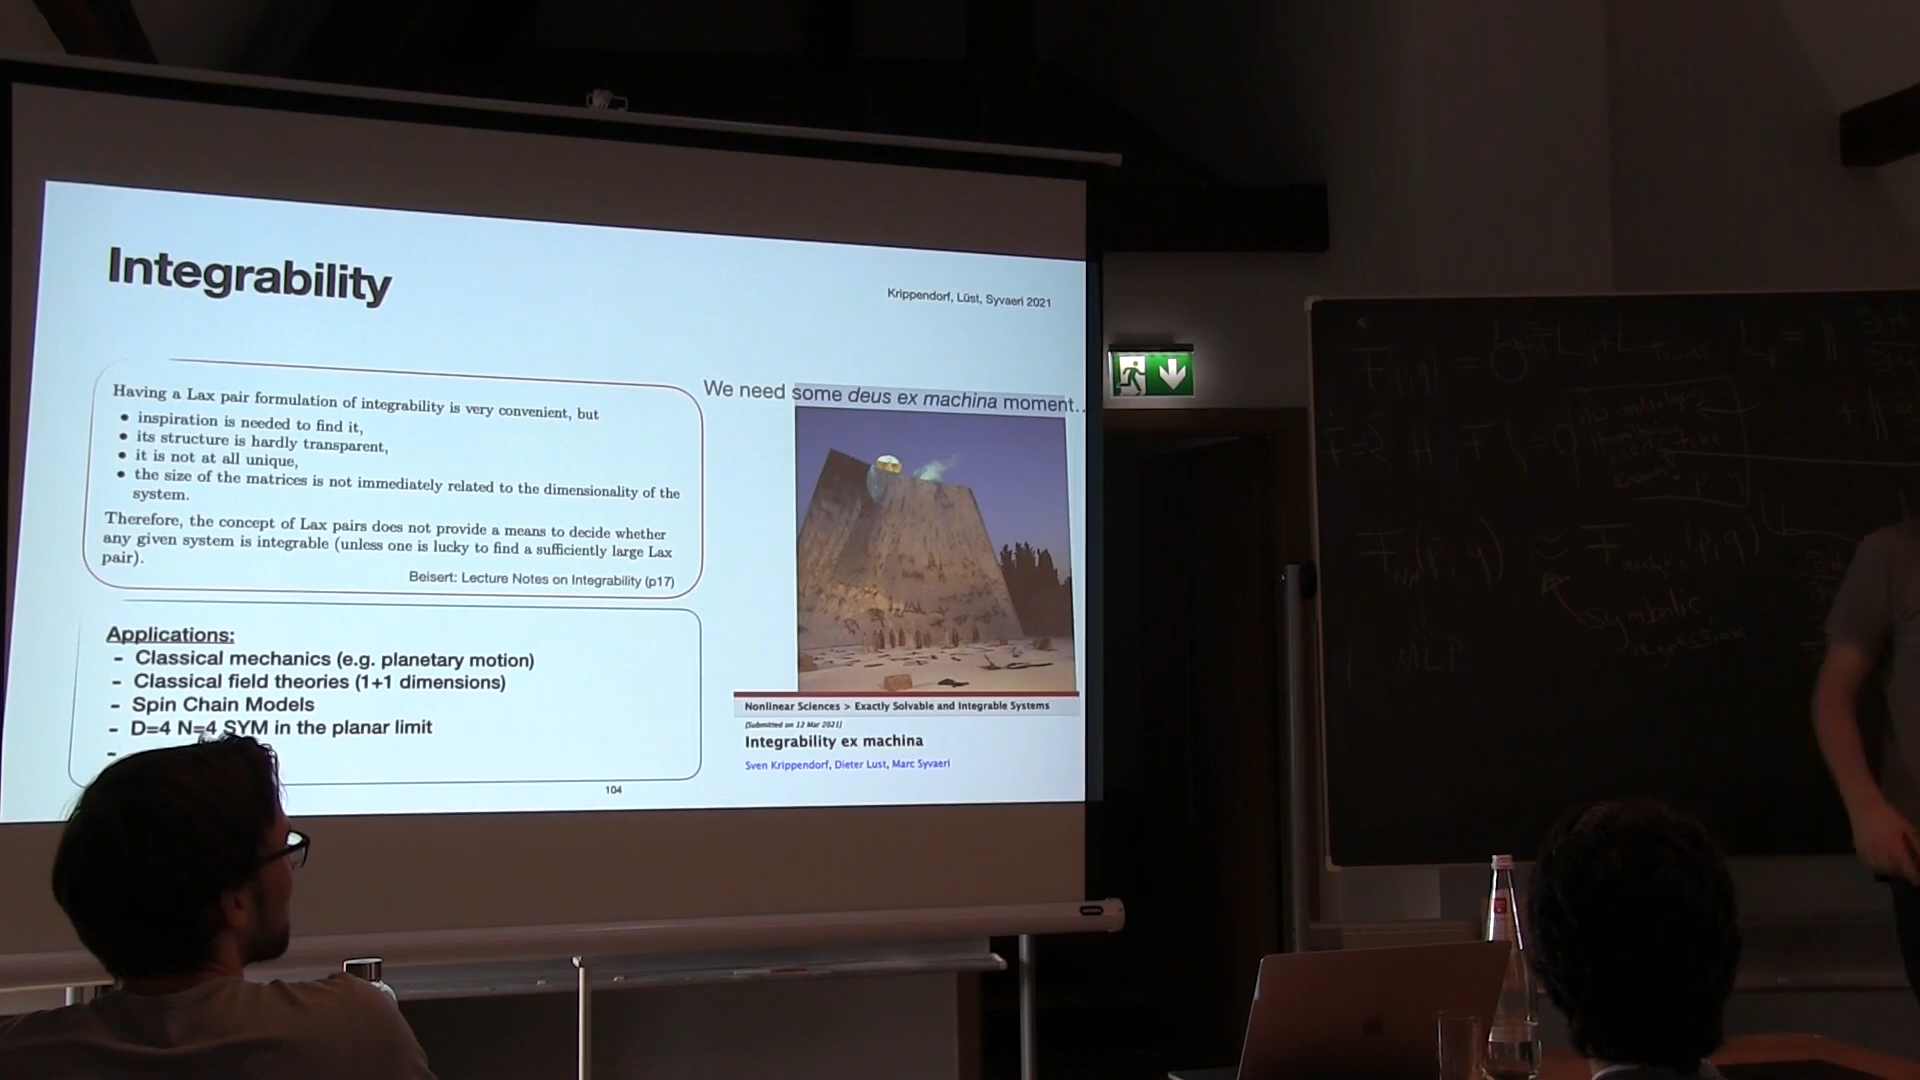 Integrability
Krippendorf, Lüst, Syvaeri 2021
Having a Lax pair formulation of integrability is very convenient, but
• inspiration is needed to find it,
• its structure is hardly transparent,
• it is not at all unique,
• the size of the matrices is not immediately related to the dimensionality of the
system.
Therefore, the concept of Lax pairs does not provide a means to decide whether
any given system is integrable (unless one is lucky to find a sufficiently large Lax
pair).
Beisert: Lecture Notes on Integrability (p17)
Applications:
- Classical mechanics (e.g. planetary motion)
- Classical field theories (1+1 dimensions)
- Spin Chain Models
- D=4 N=4 SYM in the planar limit
-
104
We need some deus ex machina moment..
Nonlinear Sciences > Exactly Solvable and Integrable Systems
[Submitted on 12 Mar 2021]
Integrability ex machina
Sven Krippendorf, Dieter Lust, Marc Syvaeri
F(p,q) = 0
{H, F} = 0
F_NN(p,q) ≈ F (p,q)
symbolic
regression
MLP